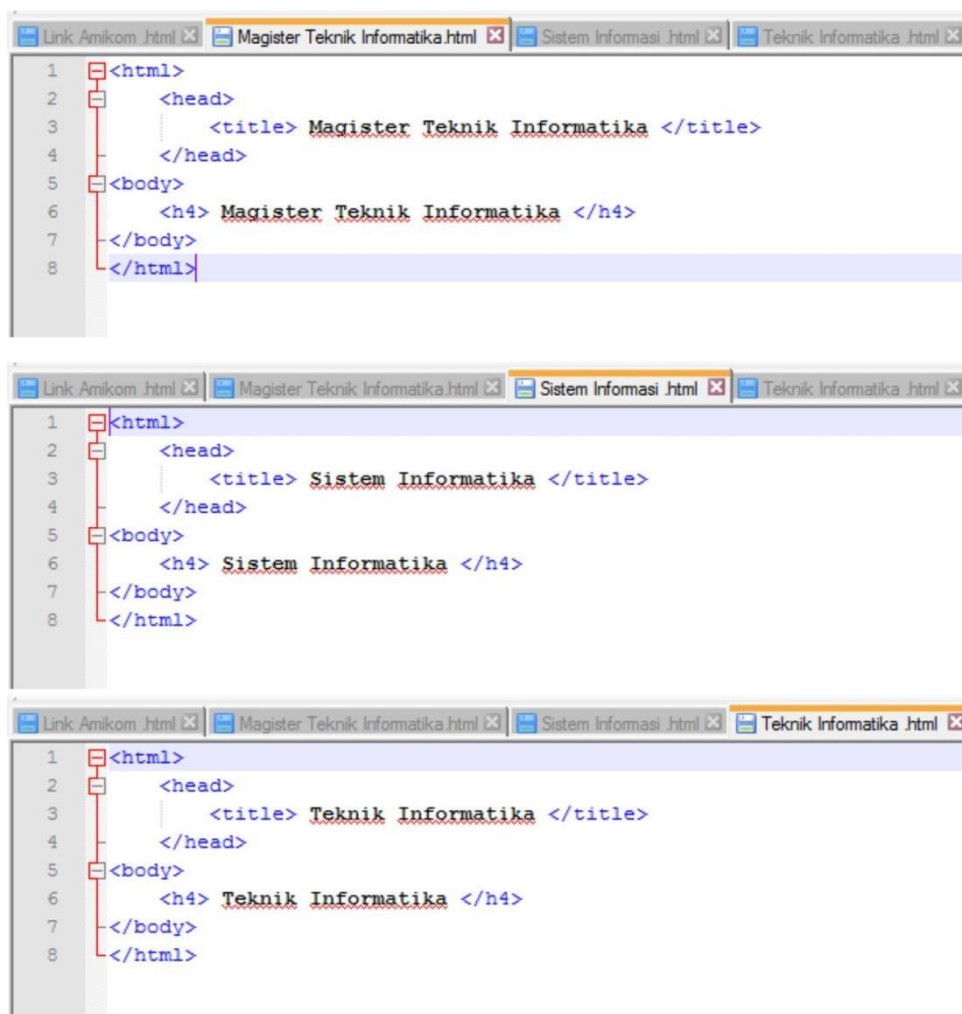 Link Amikom .html Magister Teknik Informatika.html Sistem Informasi .html Teknik Informatika .html
1 <html>
2 <head>
3 <title> Magister Teknik Informatika </title>
4 </head>
5 <body>
6 <h4> Magister Teknik Informatika </h4>
7 </body>
8 </html>
Link Amikom .html Magister Teknik Informatika.html Sistem Informasi .html Teknik Informatika .html
1 <html>
2 <head>
3 <title> Sistem Informatika </title>
4 </head>
5 <body>
6 <h4> Sistem Informatika </h4>
7 </body>
8 </html>
Link Amikom .html Magister Teknik Informatika.html Sistem Informasi .html Teknik Informatika .html
1 <html>
2 <head>
3 <title> Teknik Informatika </title>
4 </head>
5 <body>
6 <h4> Teknik Informatika </h4>
7 </body>
8 </html>